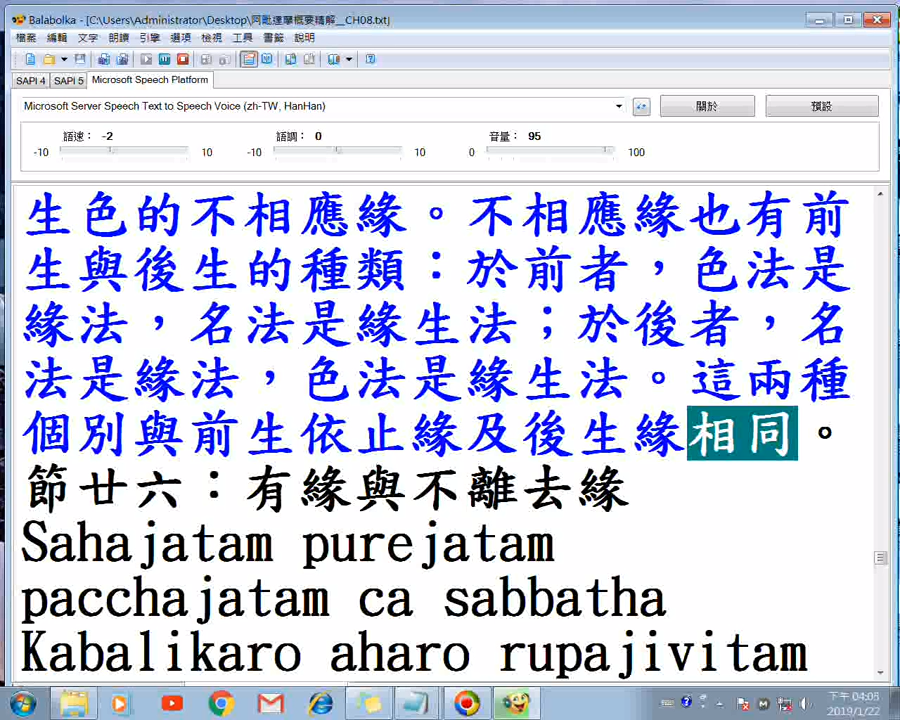 Balabolka - [C:\Users\Administrator\Desktop\阿毗達摩概要精解__CH08.txt]
檔案 編輯 文字 朗讀 引擎 選項 檢視 工具 書籤 說明
SAPI 4 SAPI 5 Microsoft Speech Platform
Microsoft Server Speech Text to Speech Voice (zh-TW, HanHan) 關於 預設
語速： -2 語調： 0 音量： 95
-10 10 -10 10 0 100
生色的不相應緣。不相應緣也有前
生與後生的種類：於前者，色法是
緣法，名法是緣生法；於後者，名
法是緣法，色法是緣生法。這兩種
個別與前生依止緣及後生緣相同。
節廿六：有緣與不離去緣
Sahajatam purejatam
pacchajatam ca sabbatha
Kabalikaro aharo rupajivitam
下午 04:05
2019/1/22